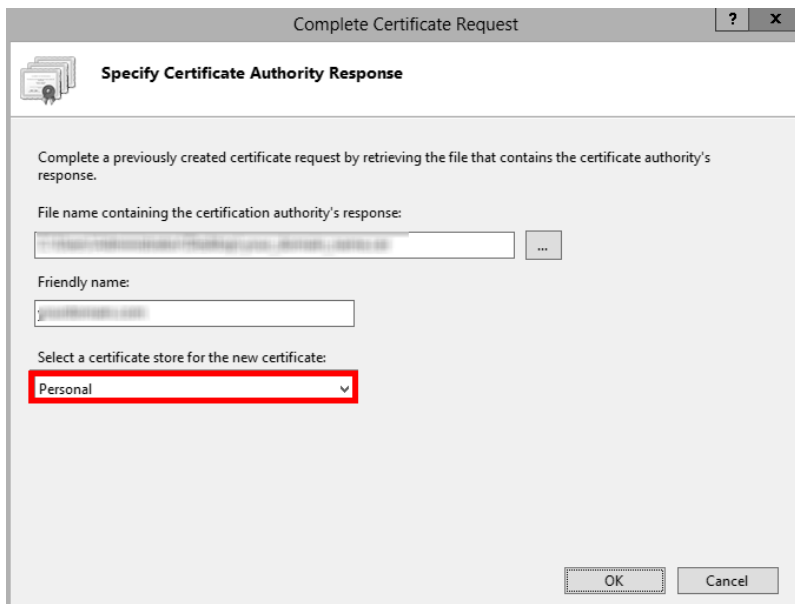 Complete Certificate Request
? x
Specify Certificate Authority Response
Complete a previously created certificate request by retrieving the file that contains the certificate authority's
response.
File name containing the certification authority's response:
...
Friendly name:
Select a certificate store for the new certificate:
Personal
OK Cancel